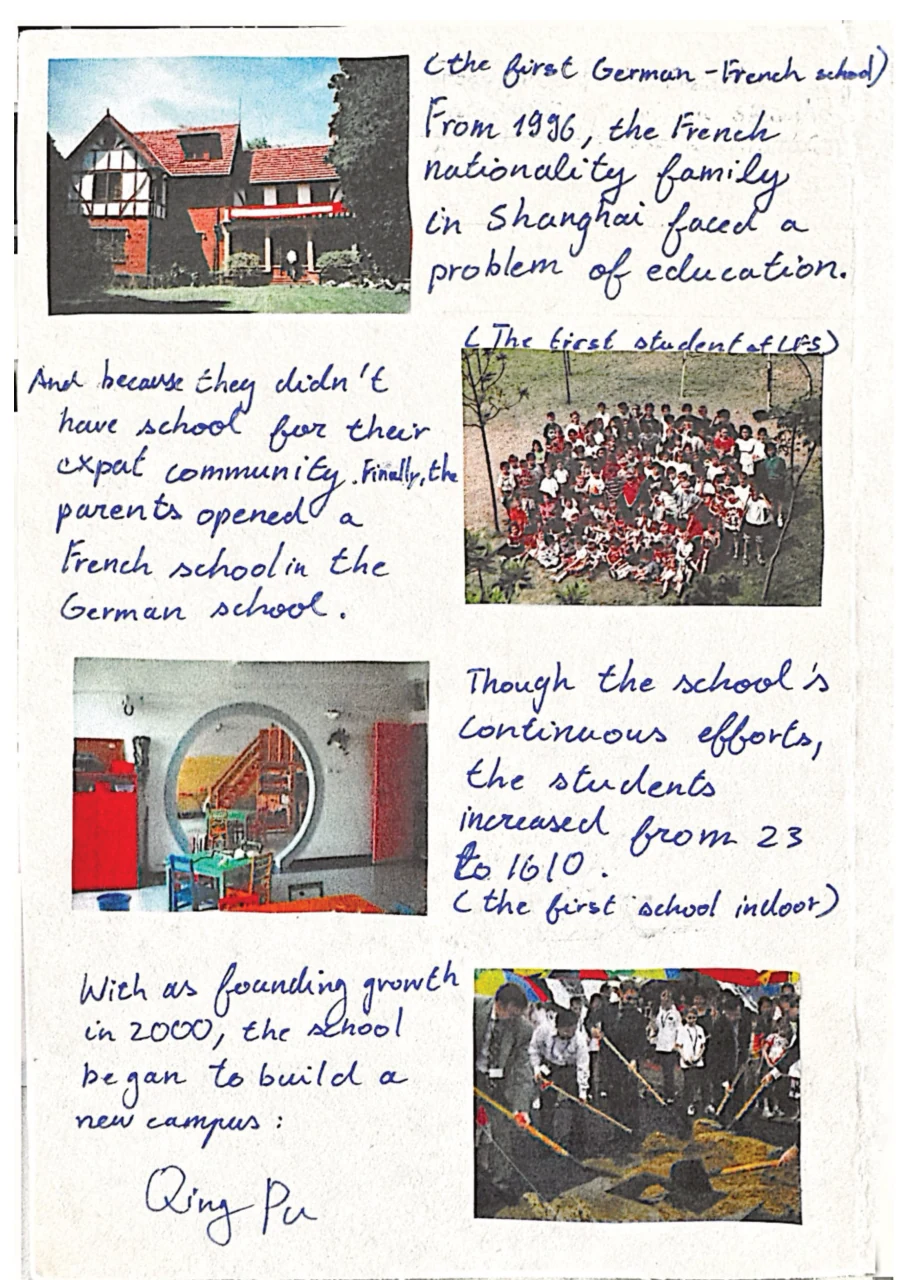 (the first German-French school)
From 1996, the French
nationality family
in Shanghai faced a
problem of education.
(The first student of LFS)
And because they didn't
have school for their
expat community. Finally, the
parents opened a
French school in the
German school.
Though the school's
continuous efforts,
the students
increased from 23
to 1610.
(the first school indoor)
With as founding growth
in 2000, the school
began to build a
new campus:
Qing Pu